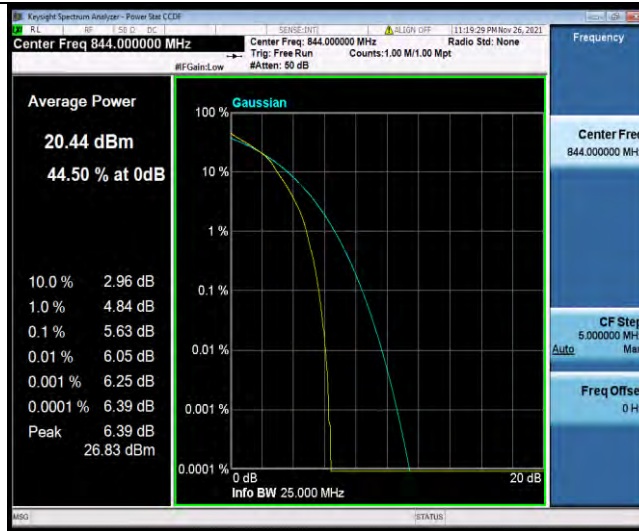 Keysight Spectrum Analyzer - Power Stat CCDF
RL RF 50 Ω DC SENSE:INT ALIGN OFF 11:19:29 PM Nov 26, 2021
Center Freq 844.000000 MHz
Center Freq: 844.000000 MHz Radio Std: None
Trig: Free Run Counts:1.00 M/1.00 Mpt
#IFGain:Low #Atten: 50 dB
Frequency
Average Power
20.44 dBm
44.50 % at 0dB
10.0 % 2.96 dB
1.0 % 4.84 dB
0.1 % 5.63 dB
0.01 % 6.05 dB
0.001 % 6.25 dB
0.0001 % 6.39 dB
Peak 6.39 dB
26.83 dBm
Gaussian
100 %
10 %
1 %
0.1 %
0.01 %
0.001 %
0.0001 %
0 dB 20 dB
Info BW 25.000 MHz
Center Fre
844.000000 MH
CF Step
5.000000 MH
Auto Ma
Freq Offse
0 H
MSG STATUS